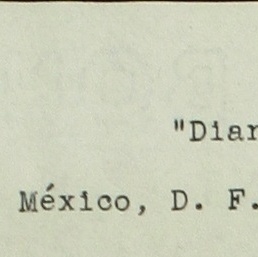 "Diar
México, D. F.